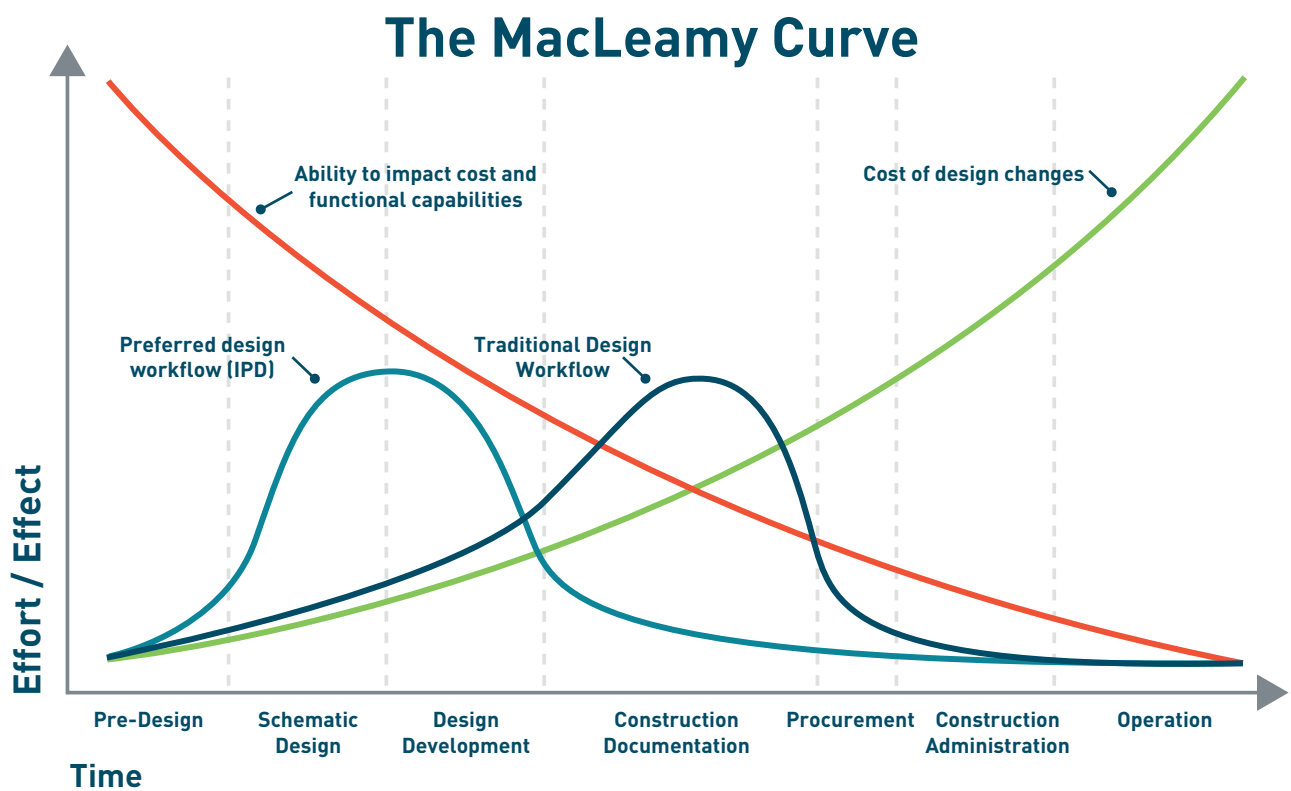 The MacLeamy Curve
Ability to impact cost and
functional capabilities
Cost of design changes
Preferred design
workflow (IPD)
Traditional Design
Workflow
Effort / Effect
Pre-Design
Schematic
Design
Design
Development
Construction
Documentation
Procurement
Construction
Administration
Operation
Time